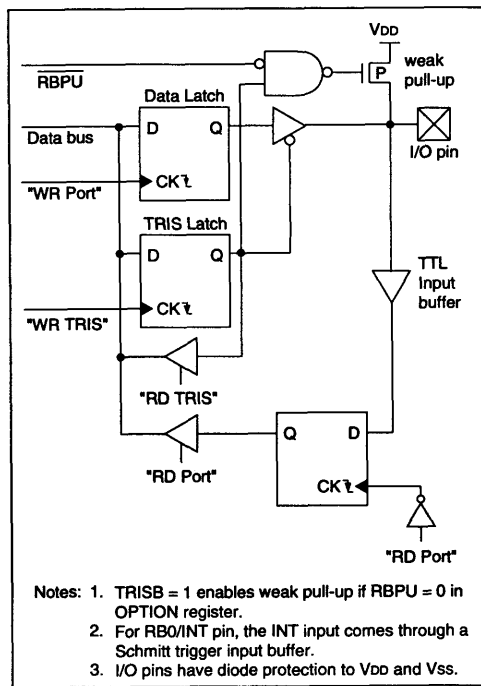 VDD
weak
pull-up
P
RBPU
Data Latch
Data bus
D
Q
I/O pin
"WR Port"
CK
TRIS Latch
D
Q
TTL
Input
buffer
"WR TRIS"
CK
"RD TRIS"
Q
D
"RD Port"
CK
"RD Port"
Notes: 1. TRISB = 1 enables weak pull-up if RBPU = 0 in
OPTION register.
2. For RB0/INT pin, the INT input comes through a
Schmitt trigger input buffer.
3. I/O pins have diode protection to VDD and VSS.